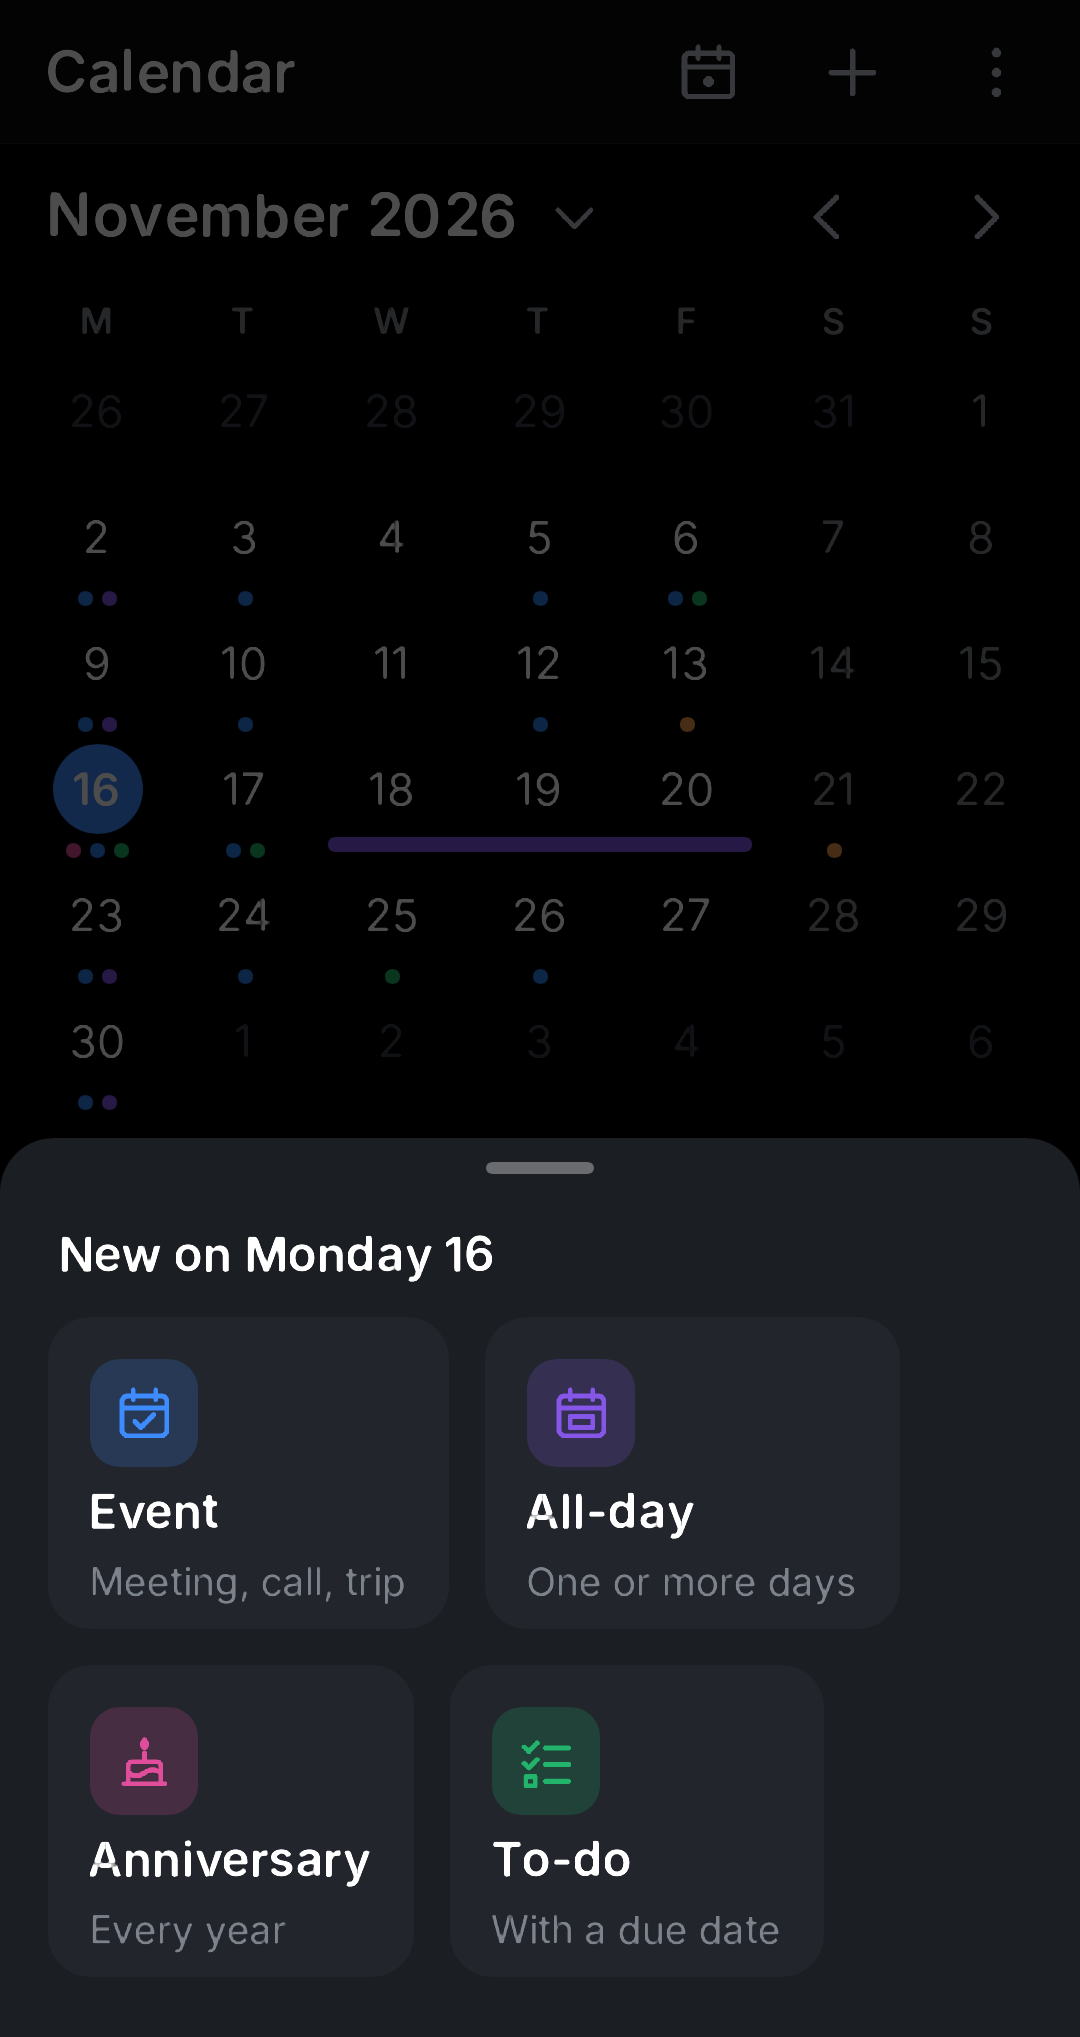 Calendar
November 2026
M T W T F S S
26 27 28 29 30 31 1
2 3 4 5 6 7 8
9 10 11 12 13 14 15
16 17 18 19 20 21 22
23 24 25 26 27 28 29
30 1 2 3 4 5 6
New on Monday 16
Event
Meeting, call, trip
All-day
One or more days
Anniversary
Every year
To-do
With a due date